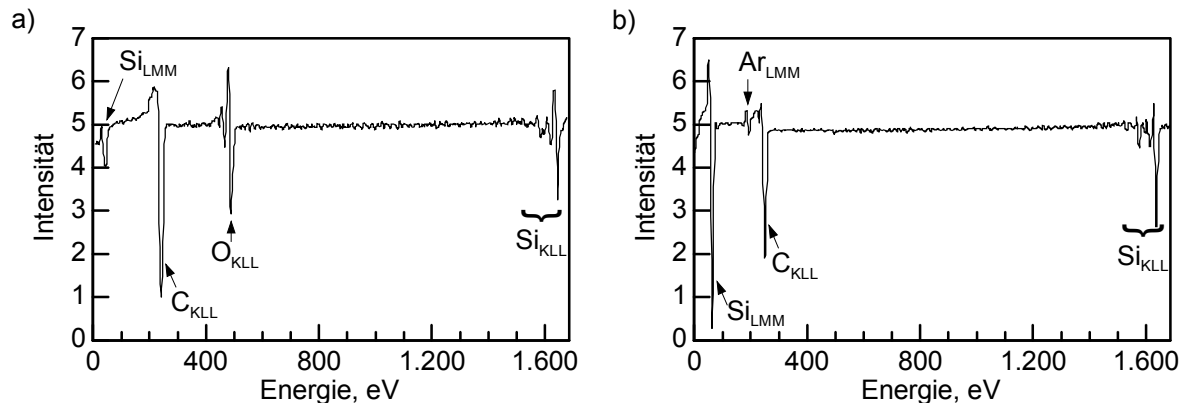 a)
Intensität
7
6
5
4
3
2
1
0
Si_LMM
C_KLL
O_KLL
Si_KLL
0 400 800 1.200 1.600
Energie, eV
b)
Intensität
7
6
5
4
3
2
1
0
Ar_LMM
C_KLL
Si_LMM
Si_KLL
0 400 800 1.200 1.600
Energie, eV